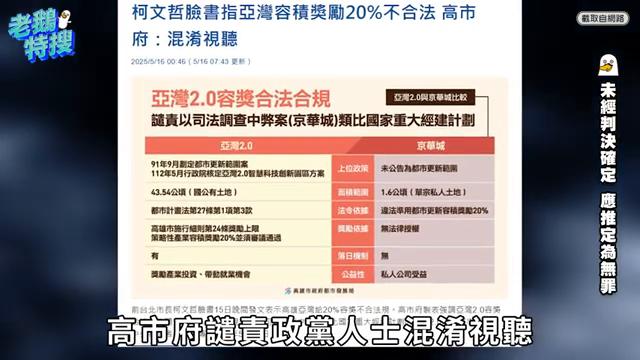 老鵝
特搜
截取自網路
柯文哲臉書指亞灣容積獎勵20%不合法 高市
府：混淆視聽
2025/5/16 00:46（5/16 07:43 更新）
亞灣2.0容獎合法合規
亞灣2.0與京華城比較
譴責以司法調查中弊案(京華城)類比國家重大經建計劃
亞灣2.0
京華城
91年9月劃定都市更新範圍案
112年5月行政院核定亞灣2.0智慧科技創新園區方案
上位政策
未公告為都市更新範圍
43.54公頃（國公有土地）
面積範圍
1.6公頃（單宗私人土地）
都市計畫法第27條第1項第3款
法令依據
違法準用都市更新容積獎勵20%
高雄市施行細則第24條獎勵上限
策略性產業容積獎勵20%並須審議通過
獎勵依據
無法律授權
有
落日機制
無
獎勵產業投資、帶動就業機會
公益性
私人公司受益
高雄市政府都市發展局
前台北市長柯文哲臉書15日晚間發文表示高雄亞灣給20%容獎不合法規。高市府駁表強調亞灣2.0容獎
未經判決確定 應推定為無罪
高市府譴責政黨人士混淆視聽